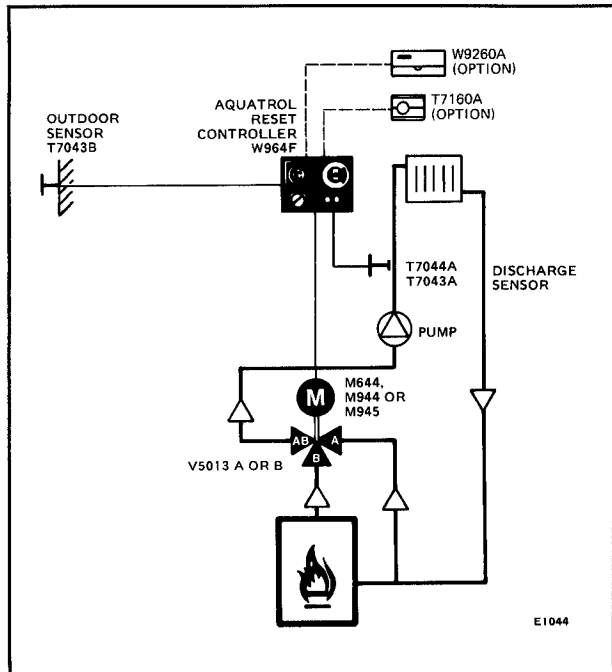 W9260A
(OPTION)
T7160A
(OPTION)
AQUATROL
RESET
CONTROLLER
W964F
OUTDOOR
SENSOR
T7043B
T7044A
T7043A
DISCHARGE
SENSOR
PUMP
M
M644,
M944 OR
M945
AB
A
B
V5013 A OR B
E1044